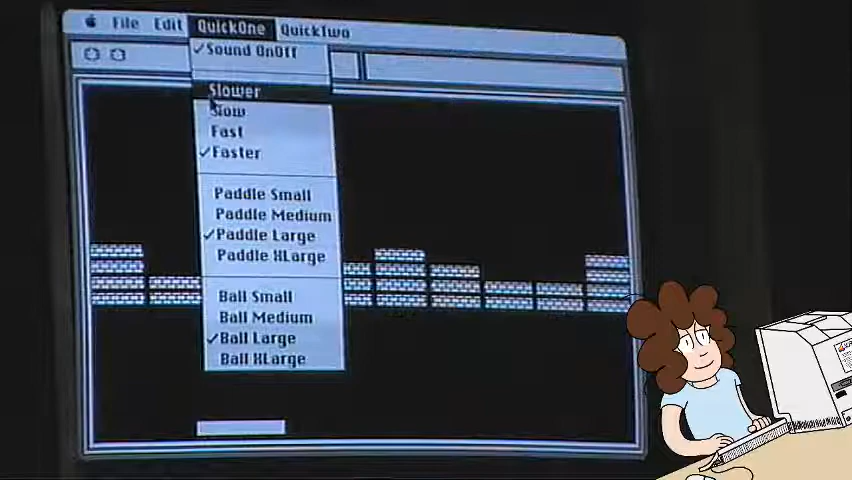 File Edit QuickOne QuickTwo
✓Sound OnOff
Slower
Slow
Fast
✓Faster
Paddle Small
Paddle Medium
✓Paddle Large
Paddle XLarge
Ball Small
Ball Medium
✓Ball Large
Ball XLarge